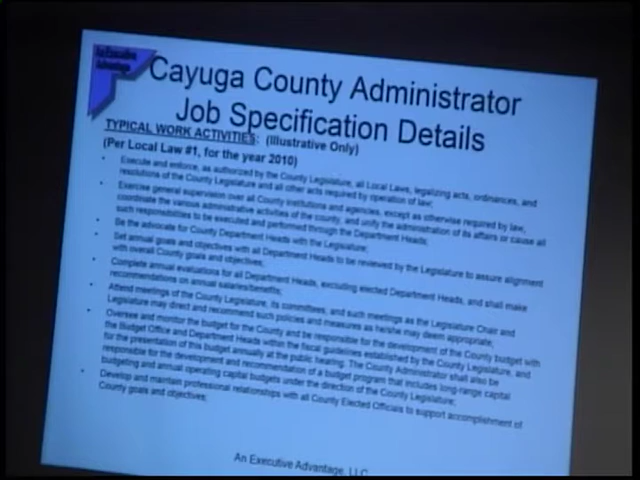 An Executive
Advantage
Cayuga County Administrator
Job Specification Details
TYPICAL WORK ACTIVITIES: (Illustrative Only)
(Per Local Law #1, for the year 2010)
• Execute and enforce, as authorized by the County Legislature, all Local Laws, legalizing acts, ordinances, and
resolutions of the County Legislature and all other acts required by operation of law;
• Exercise general supervision over all County institutions and agencies, except as otherwise required by law,
coordinate the various administrative activities of the county, and unify the administration of its affairs or cause all
such responsibilities to be executed and performed through the Department Heads;
• Be the advocate for County Department Heads with the Legislature;
• Set annual goals and objectives with all Department Heads to be reviewed by the Legislature to assure alignment
with overall County goals and objectives;
• Complete annual evaluations for all Department Heads, excluding elected Department Heads, and shall make
recommendations on annual salaries/benefits;
• Attend meetings of the County Legislature, its committees, and such meetings as the Legislature Chair and
Legislature may direct and recommend such policies and measures as he/she may deem appropriate;
• Oversee and monitor the budget for the County and be responsible for the development of the County budget with
the Budget Office and Department Heads within the fiscal guidelines established by the County Legislature, and
for the presentation of this budget annually at the public hearing. The County Administrator shall also be
responsible for the development and recommendation of a budget program that includes long-range capital
budgeting and annual operating capital budgets under the direction of the County Legislature;
• Develop and maintain professional relationships with all County Elected Officials to support accomplishment of
County goals and objectives;
An Executive Advantage, LLC